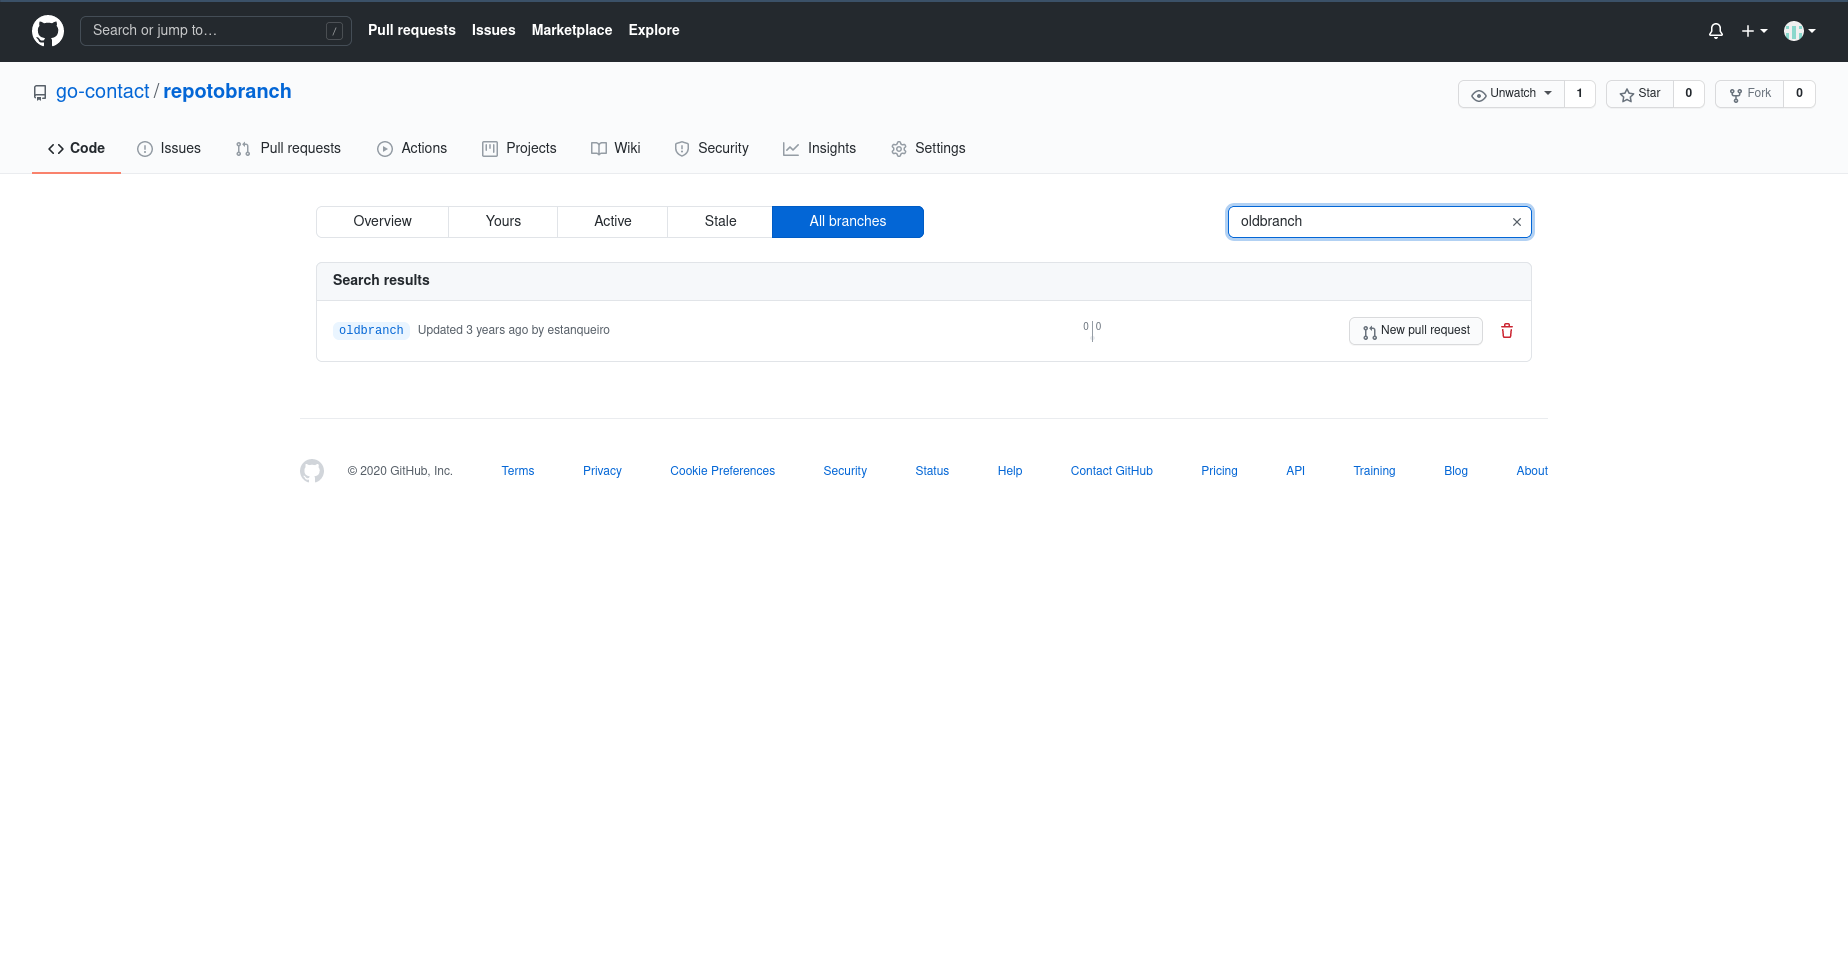 Search or jump to… / Pull requests Issues Marketplace Explore
go-contact / repotobranch Unwatch 1 Star 0 Fork 0
Code Issues Pull requests Actions Projects Wiki Security Insights Settings
Overview Yours Active Stale All branches oldbranch
Search results
oldbranch Updated 3 years ago by estanqueiro 0 0 New pull request
© 2020 GitHub, Inc. Terms Privacy Cookie Preferences Security Status Help Contact GitHub Pricing API Training Blog About